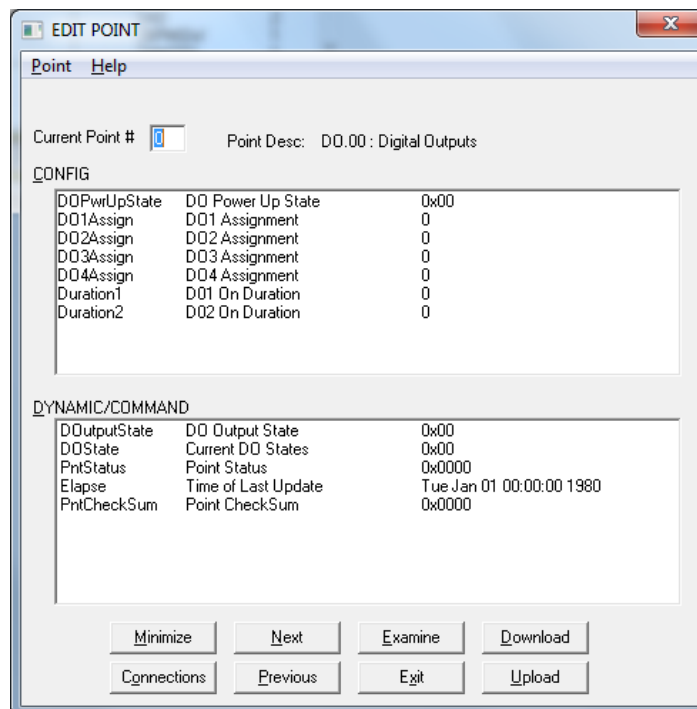 EDIT POINT
Point Help
Current Point # 0 Point Desc: DO.00 : Digital Outputs
CONFIG
DOPwrUpState DO Power Up State 0x00
DO1Assign DO1 Assignment 0
DO2Assign DO2 Assignment 0
DO3Assign DO3 Assignment 0
DO4Assign DO4 Assignment 0
Duration1 D01 On Duration 0
Duration2 D02 On Duration 0
DYNAMIC/COMMAND
DOutputState DO Output State 0x00
DOState Current DO States 0x00
PntStatus Point Status 0x0000
Elapse Time of Last Update Tue Jan 01 00:00:00 1980
PntCheckSum Point CheckSum 0x0000
Minimize Next Examine Download
Connections Previous Exit Upload